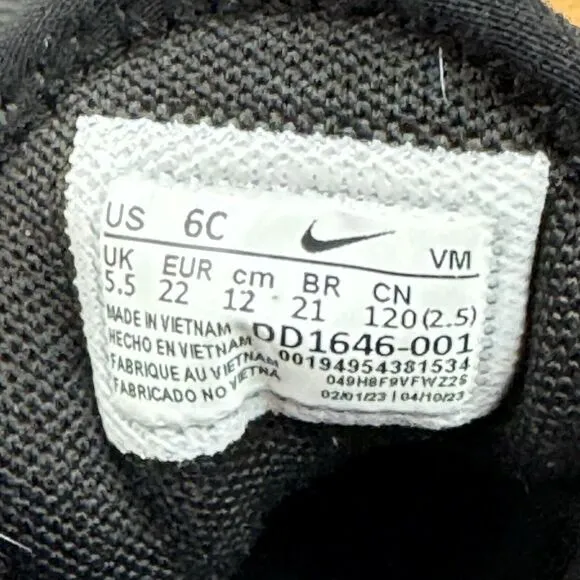 US 6C VM
UK EUR cm BR CN
5.5 22 12 21 120(2.5)
MADE IN VIETNAM DD1646-001
HECHO EN VIETNAM 00194954381534
FABRIQUE AU VIETNAM 049H8F9VFWZ25
FABRICADO NO VIETNA 02/01/23 | 04/10/23